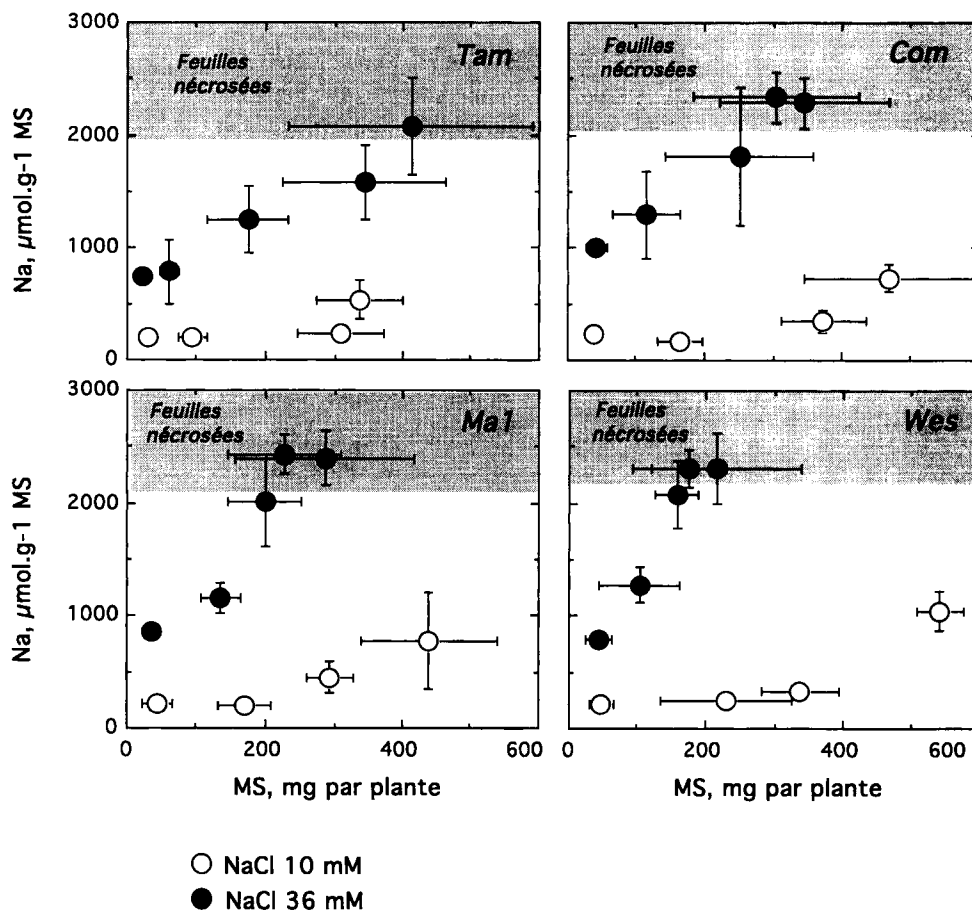 3000
Feuilles
nécrosées
Tam
2000
1000
0
Na, µmol.g-1 MS
Feuilles
nécrosées
Com
3000
Feuilles
nécrosées
Ma1
2000
1000
0
Na, µmol.g-1 MS
0 200 400 600
MS, mg par plante
Feuilles
nécrosées
Wes
0 200 400 600
MS, mg par plante
NaCl 10 mM
NaCl 36 mM